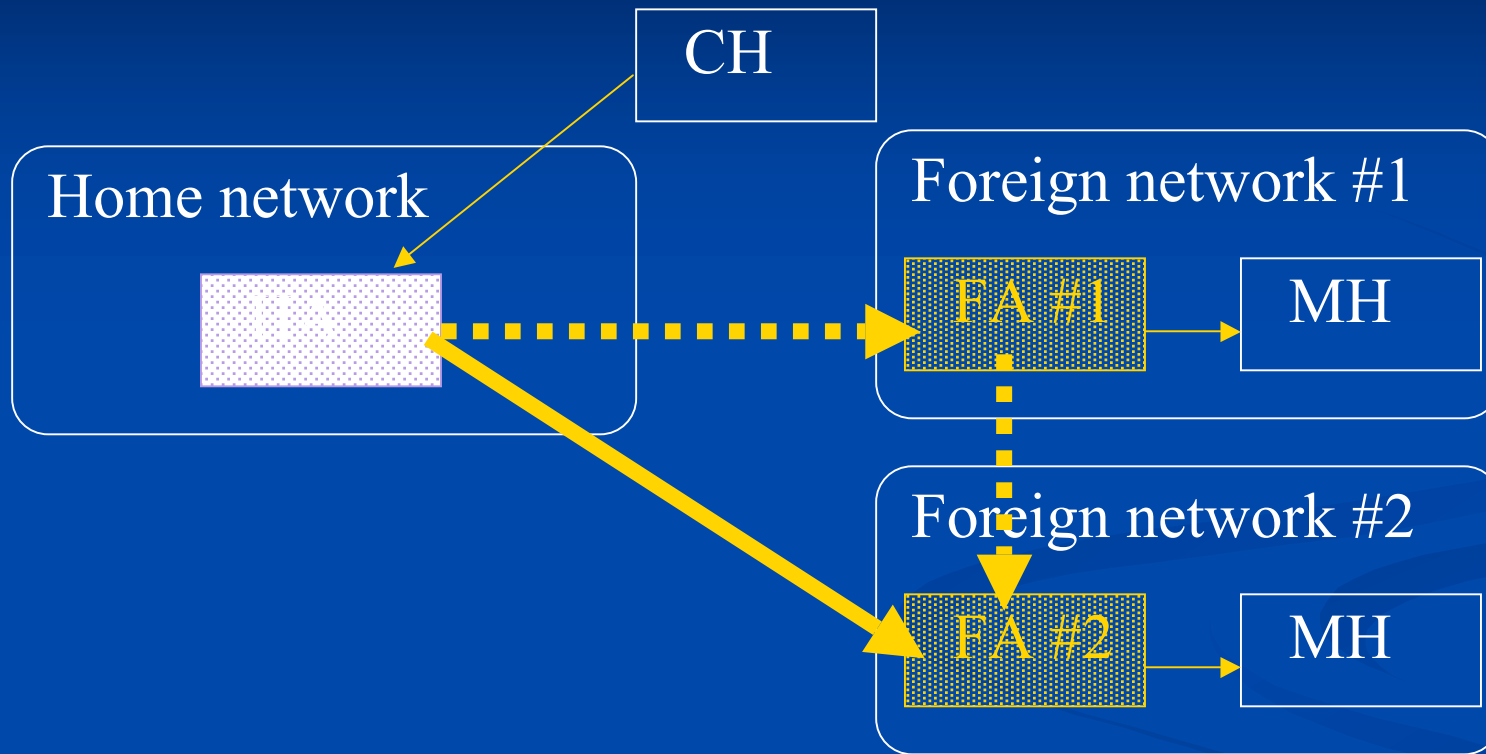 CH
Home network
Foreign network #1
FA #1
MH
Foreign network #2
FA #2
MH